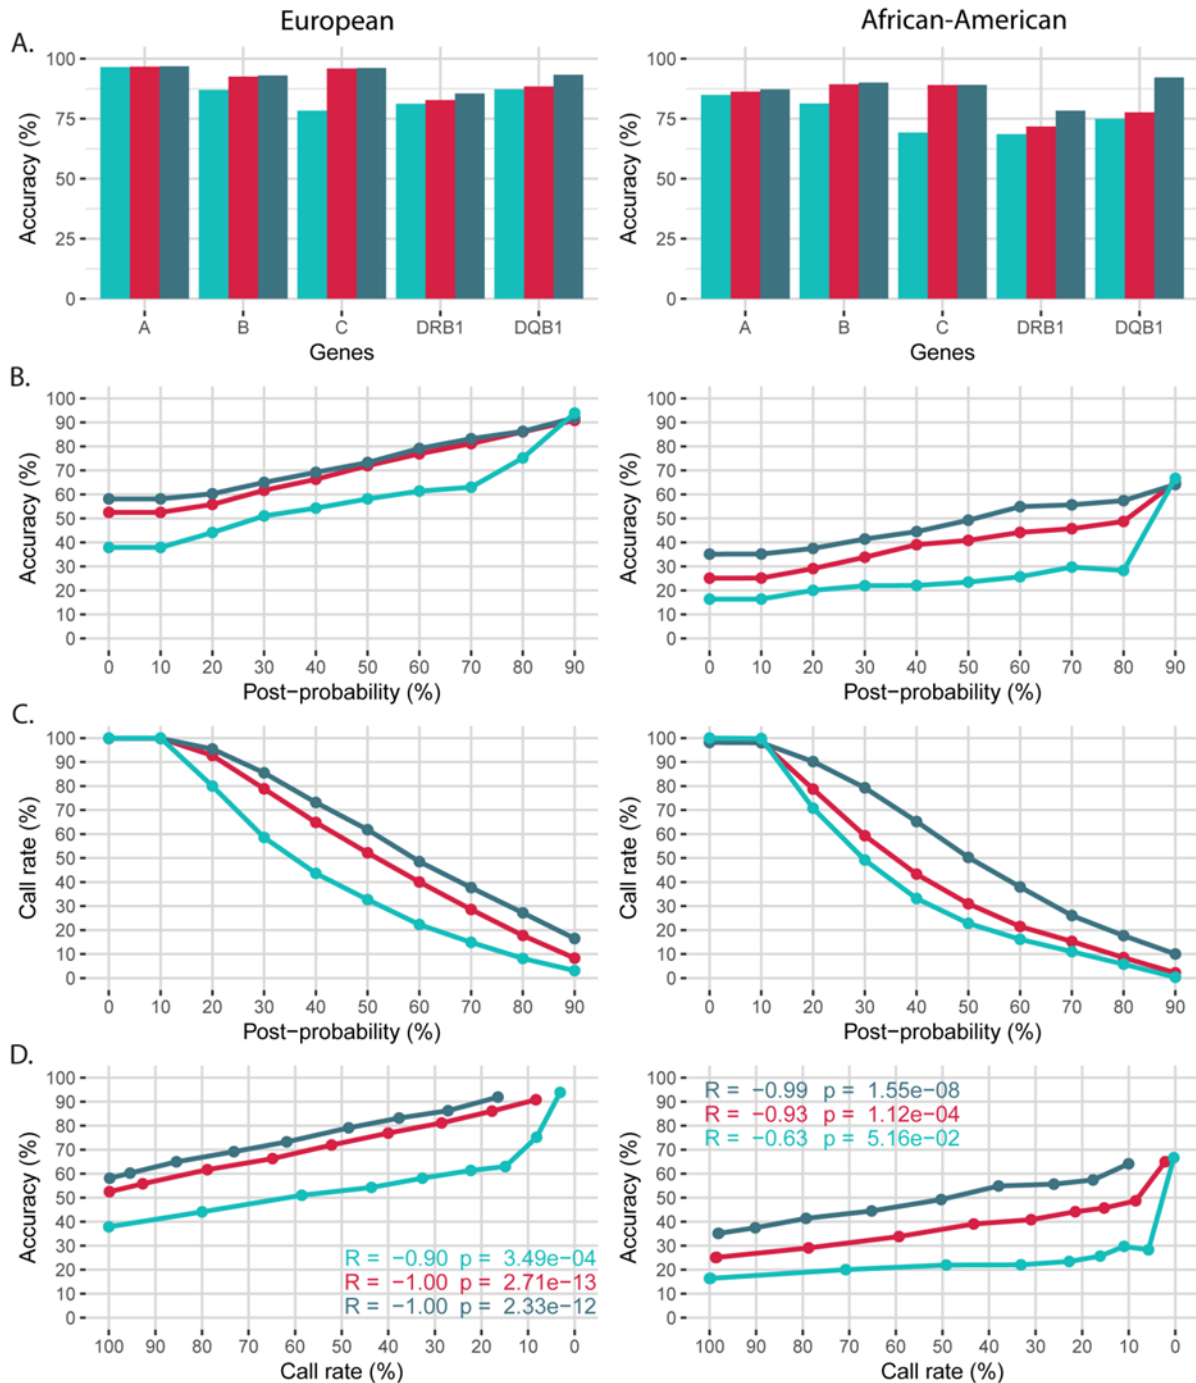 European
African-American
A.
Accuracy (%)
100
75
50
25
0
A B C DRB1 DQB1
Genes
Accuracy (%)
100
75
50
25
0
A B C DRB1 DQB1
Genes
B.
Accuracy (%)
100
90
80
70
60
50
40
30
20
10
0
0 10 20 30 40 50 60 70 80 90
Post-probability (%)
Accuracy (%)
100
90
80
70
60
50
40
30
20
10
0
0 10 20 30 40 50 60 70 80 90
Post-probability (%)
C.
Call rate (%)
100
90
80
70
60
50
40
30
20
10
0
0 10 20 30 40 50 60 70 80 90
Post-probability (%)
Call rate (%)
100
90
80
70
60
50
40
30
20
10
0
0 10 20 30 40 50 60 70 80 90
Post-probability (%)
D.
Accuracy (%)
100
90
80
70
60
50
40
30
20
10
0
R = −0.90 p = 3.49e−04
R = −1.00 p = 2.71e−13
R = −1.00 p = 2.33e−12
100 90 80 70 60 50 40 30 20 10 0
Call rate (%)
Accuracy (%)
100
90
80
70
60
50
40
30
20
10
0
R = −0.99 p = 1.55e−08
R = −0.93 p = 1.12e−04
R = −0.63 p = 5.16e−02
100 90 80 70 60 50 40 30 20 10 0
Call rate (%)